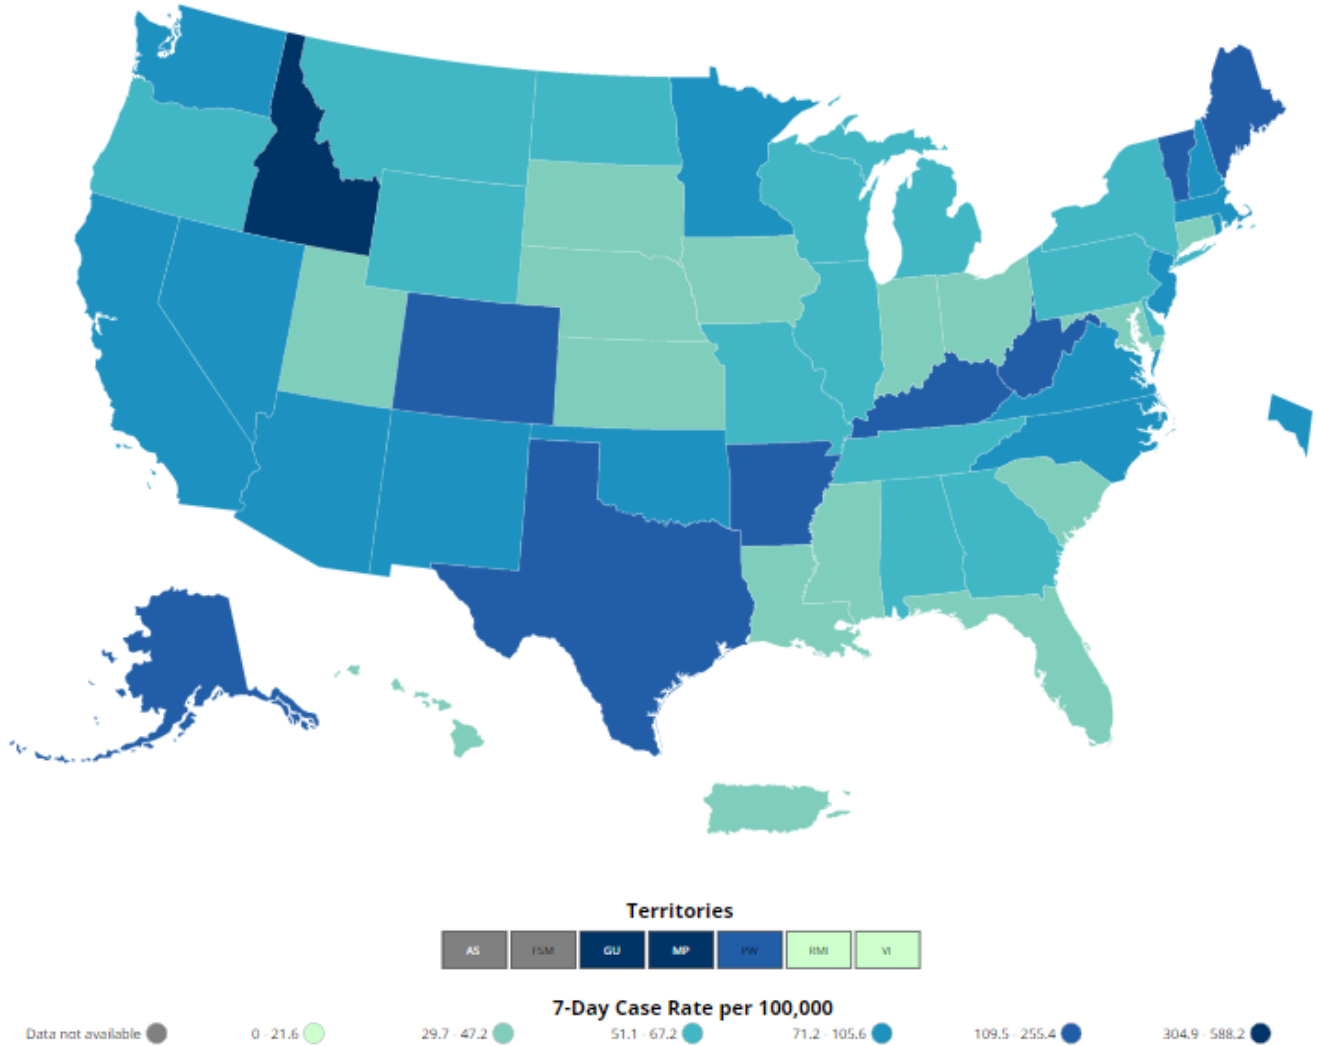 Territories
AS FSM GU MP PW RMI VI
7-Day Case Rate per 100,000
Data not available 0 - 21.6 29.7 - 47.2 51.1 - 67.2 71.2 - 105.6 109.5 - 255.4 304.9 - 588.2